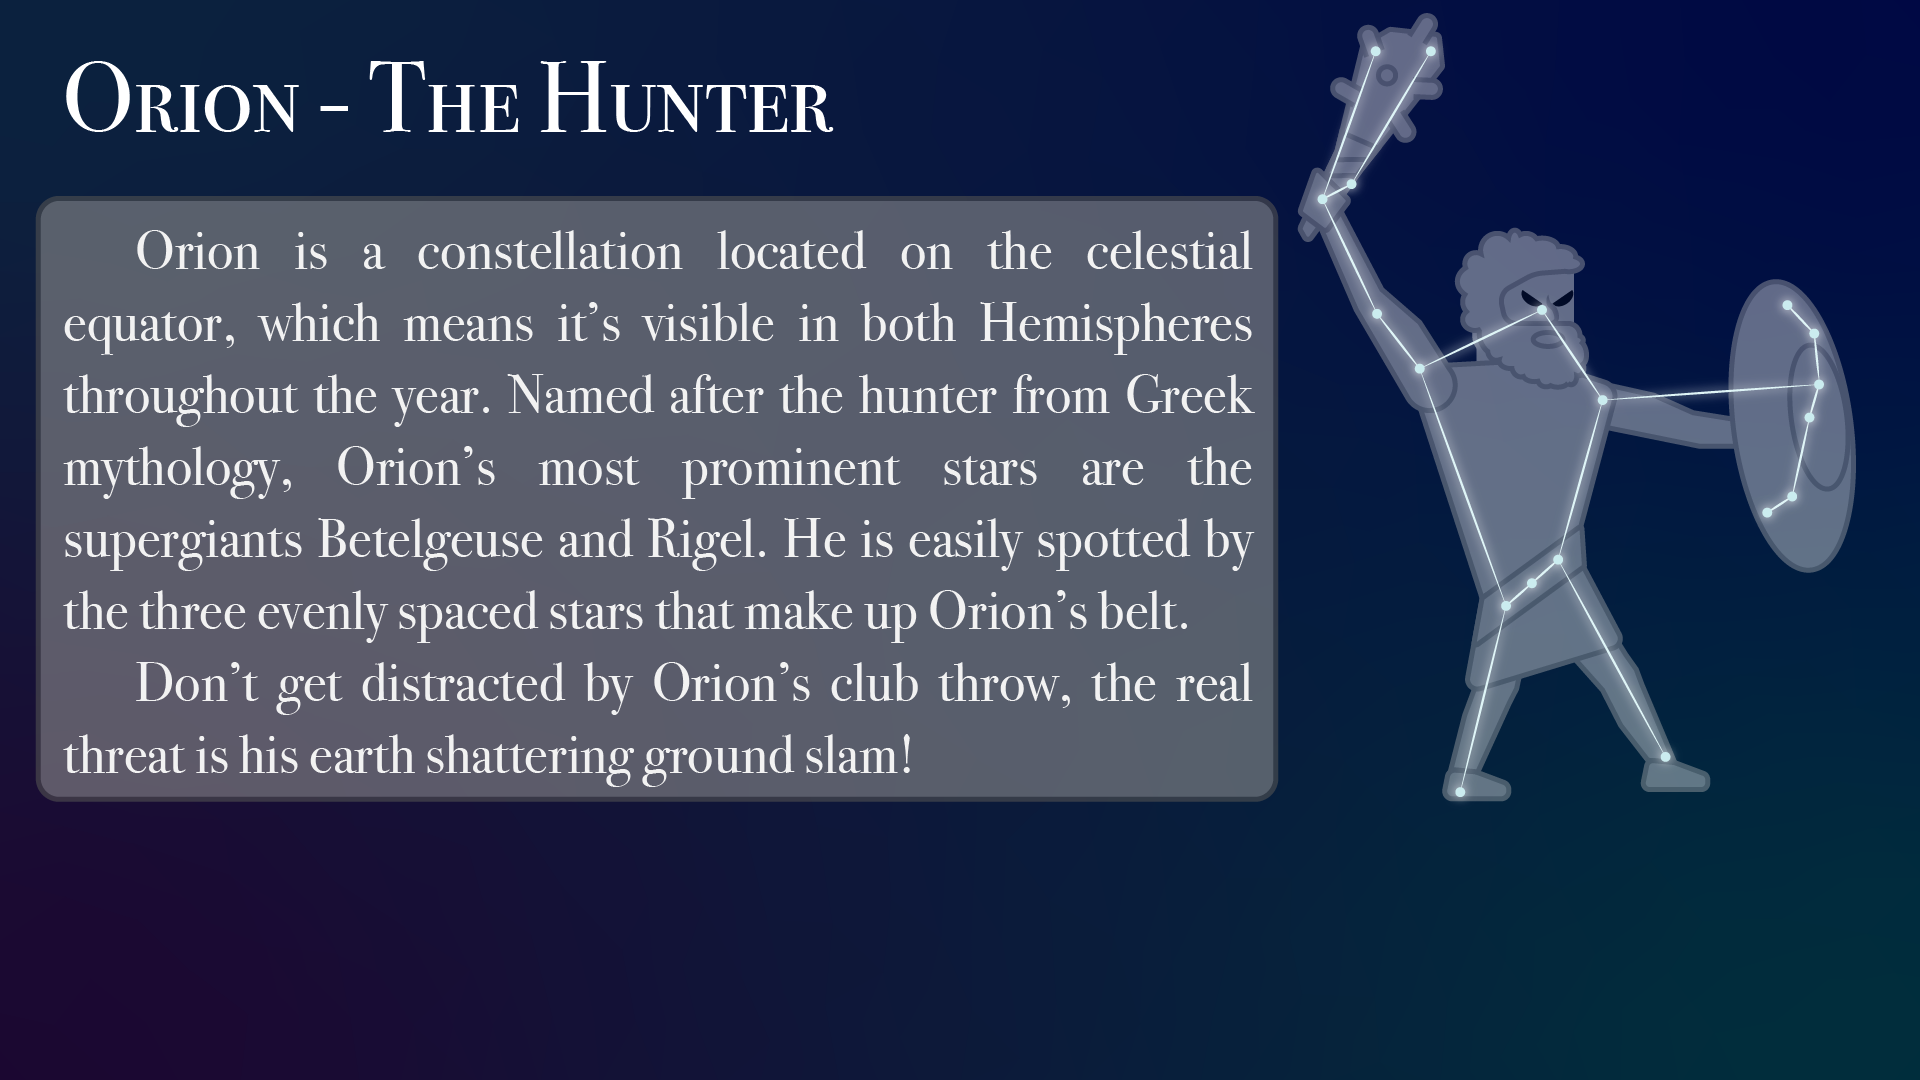 Orion - The Hunter
Orion is a constellation located on the celestial
equator, which means it’s visible in both Hemispheres
throughout the year. Named after the hunter from Greek
mythology, Orion’s most prominent stars are the
supergiants Betelgeuse and Rigel. He is easily spotted by
the three evenly spaced stars that make up Orion’s belt.
Don’t get distracted by Orion’s club throw, the real
threat is his earth shattering ground slam!